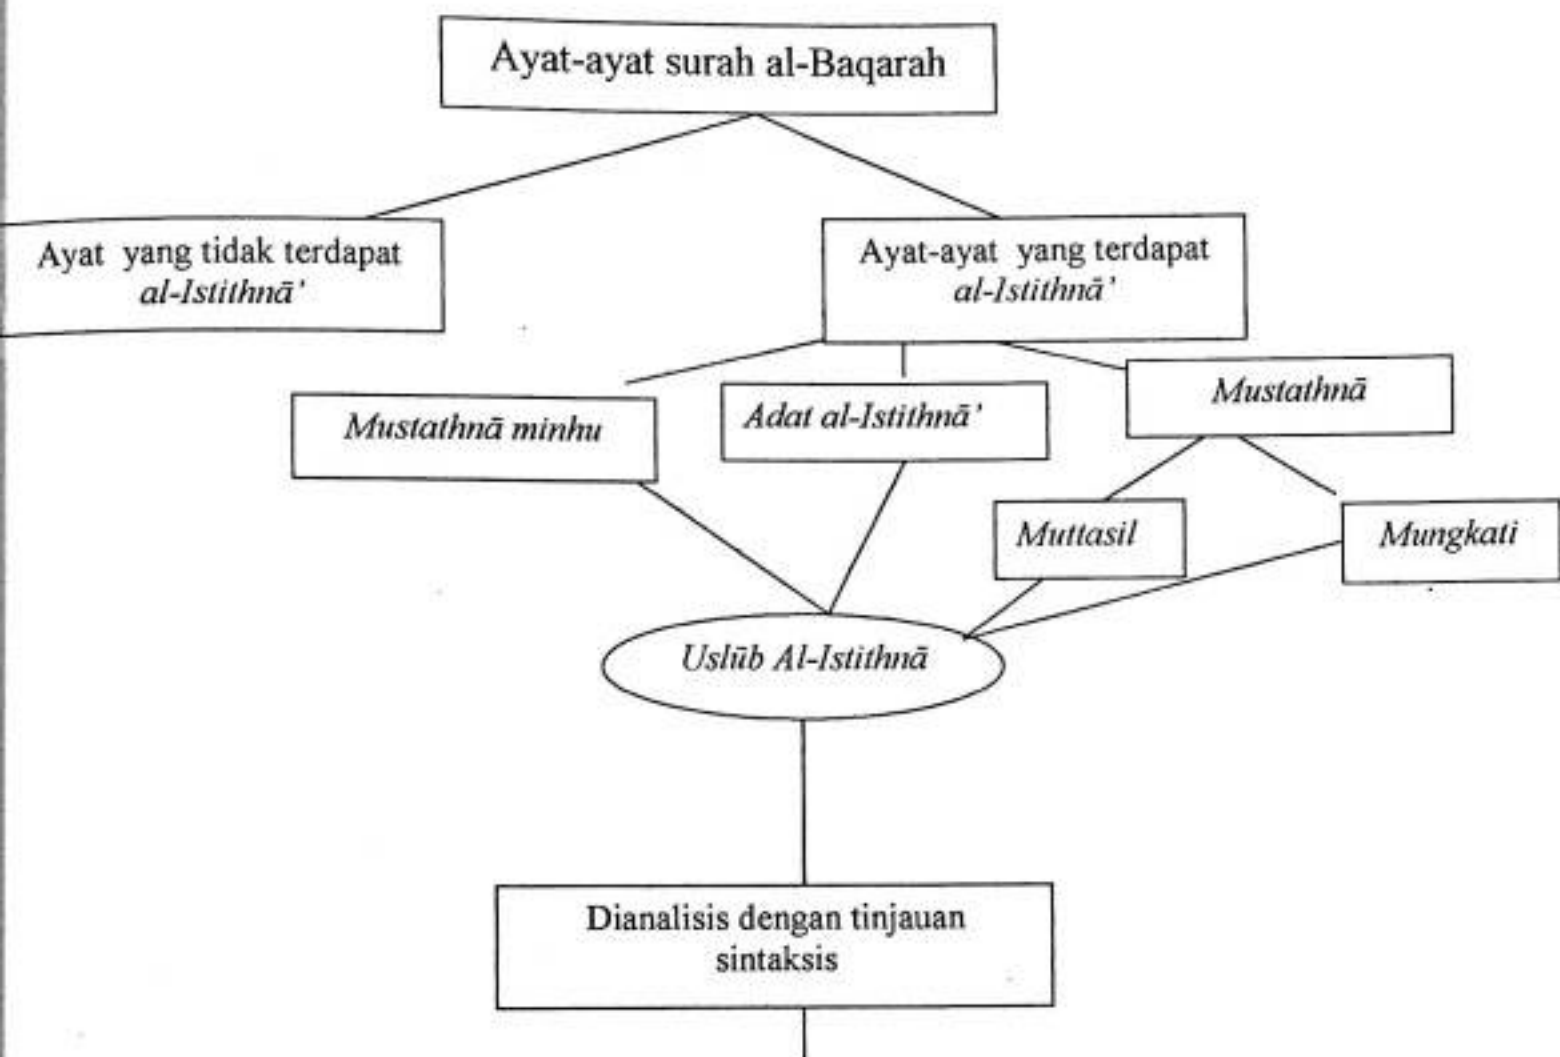 Ayat-ayat surah al-Baqarah
Ayat yang tidak terdapat
al-Istithnā'
Ayat-ayat yang terdapat
al-Istithnā'
Mustathnā minhu
Adat al-Istithnā'
Mustathnā
Muttasil
Mungkati
Uslūb Al-Istithnā
Dianalisis dengan tinjauan
sintaksis